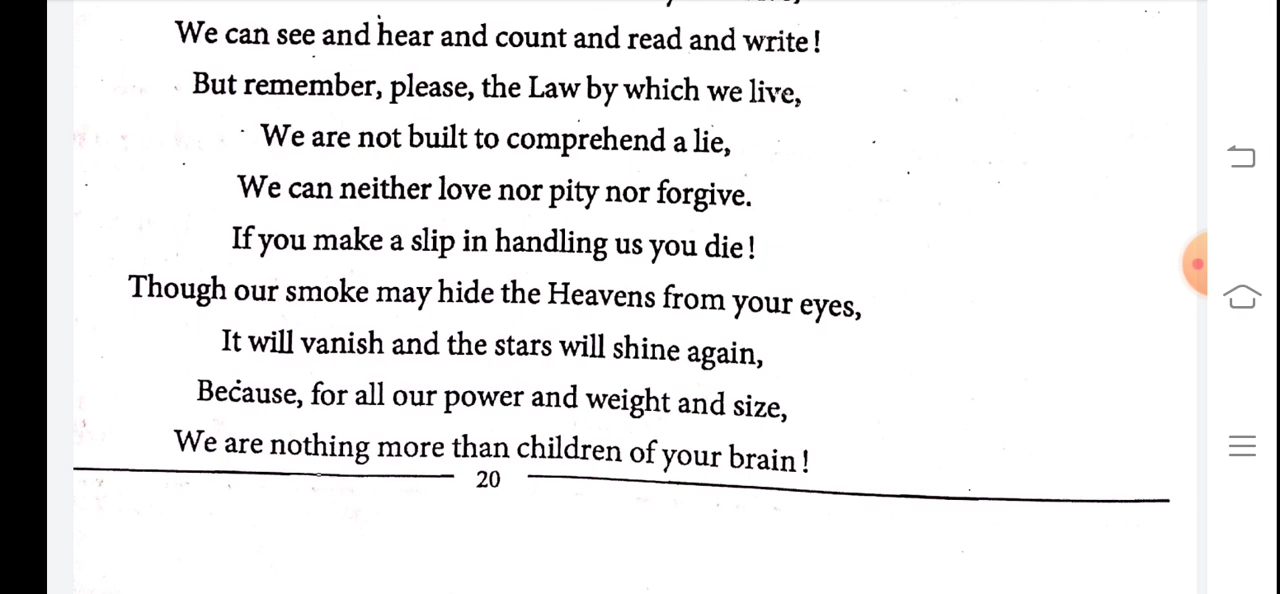 We can see and hear and count and read and write!
But remember, please, the Law by which we live,
We are not built to comprehend a lie,
We can neither love nor pity nor forgive.
If you make a slip in handling us you die!
Though our smoke may hide the Heavens from your eyes,
It will vanish and the stars will shine again,
Because, for all our power and weight and size,
We are nothing more than children of your brain!
20